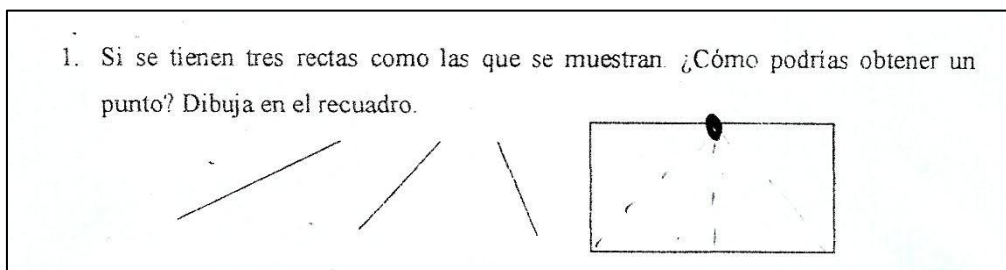 1. Si se tienen tres rectas como las que se muestran. ¿Cómo podrías obtener un
punto? Dibuja en el recuadro.